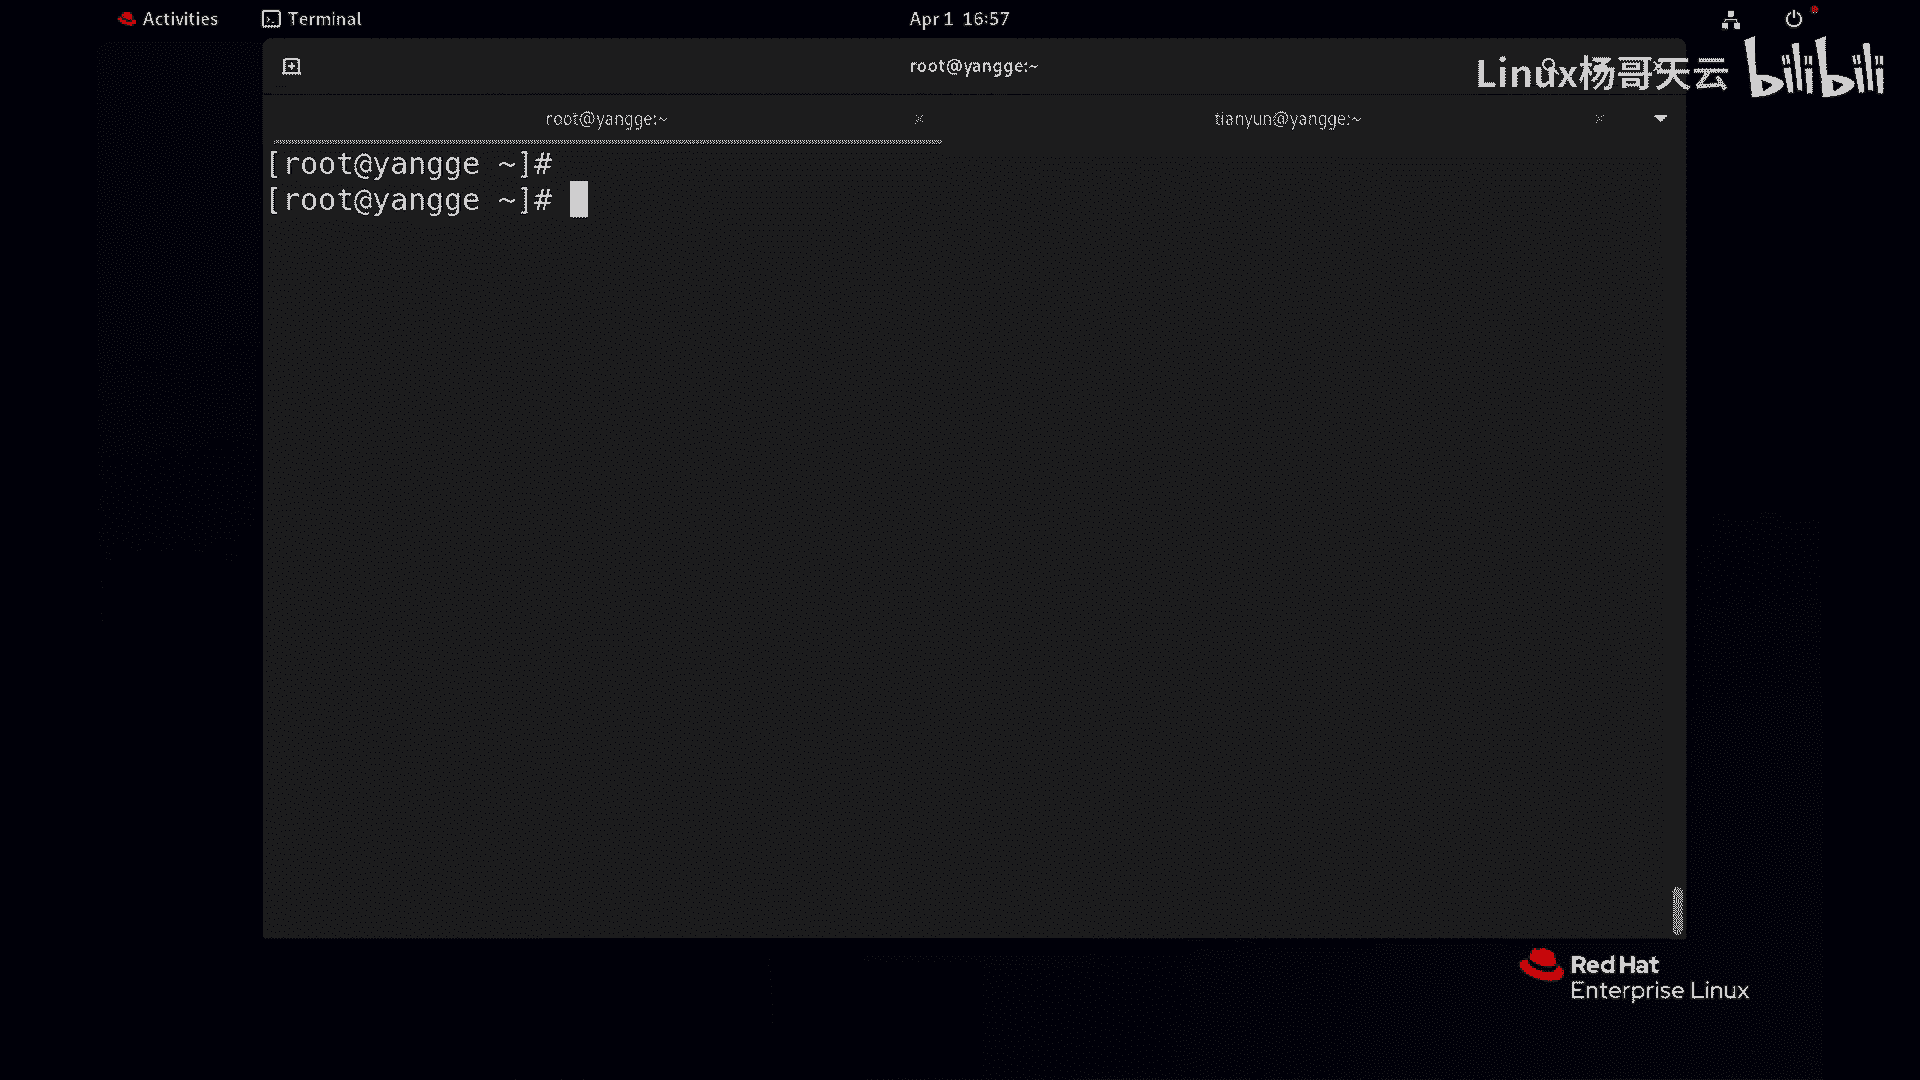 Activities
Terminal
Apr 1 16:57
root@yangge:~
Linux杨哥天云 bilibili
root@yangge:~
tianyun@yangge:~
[root@yangge ~]#
[root@yangge ~]#
Red Hat
Enterprise Linux